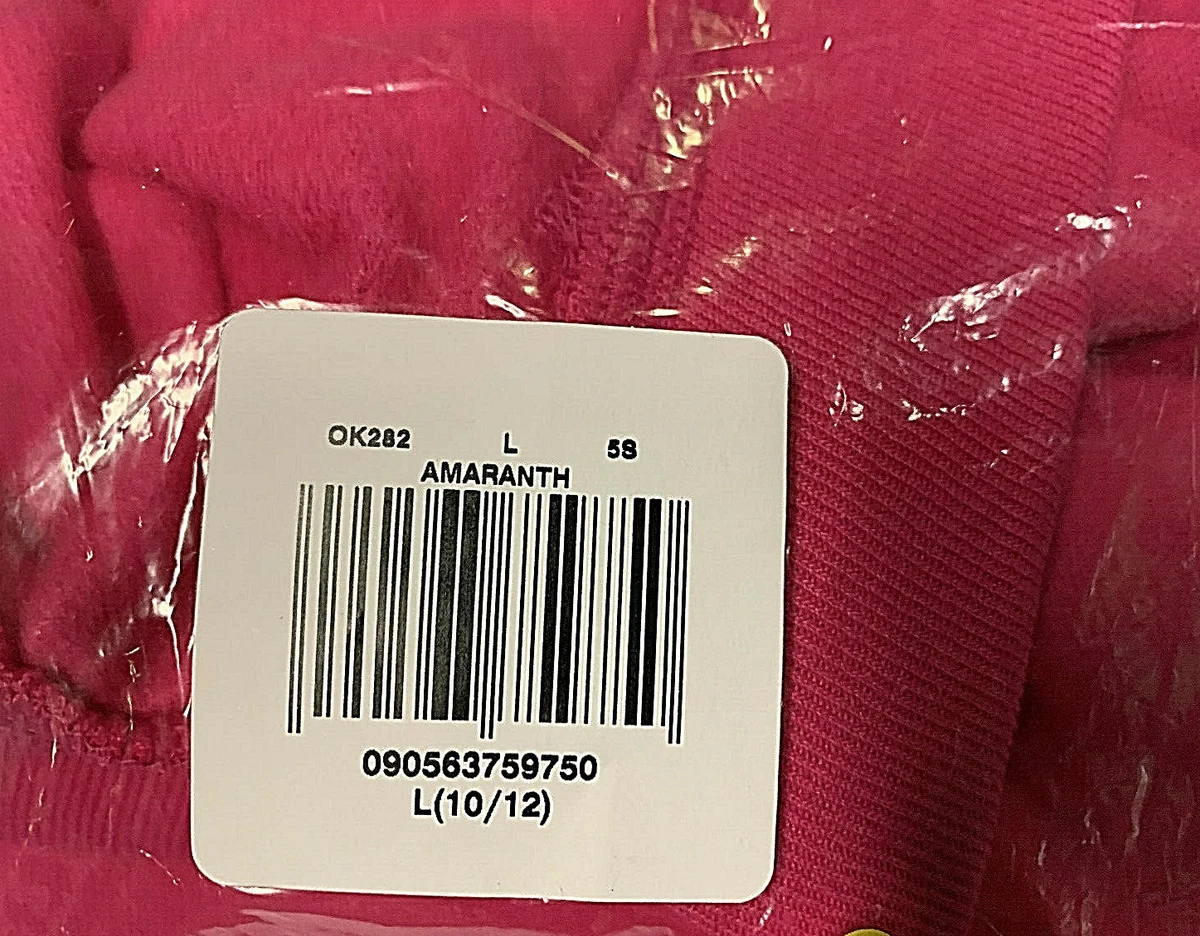 OK282 L 5S
AMARANTH
090563759750
L(10/12)